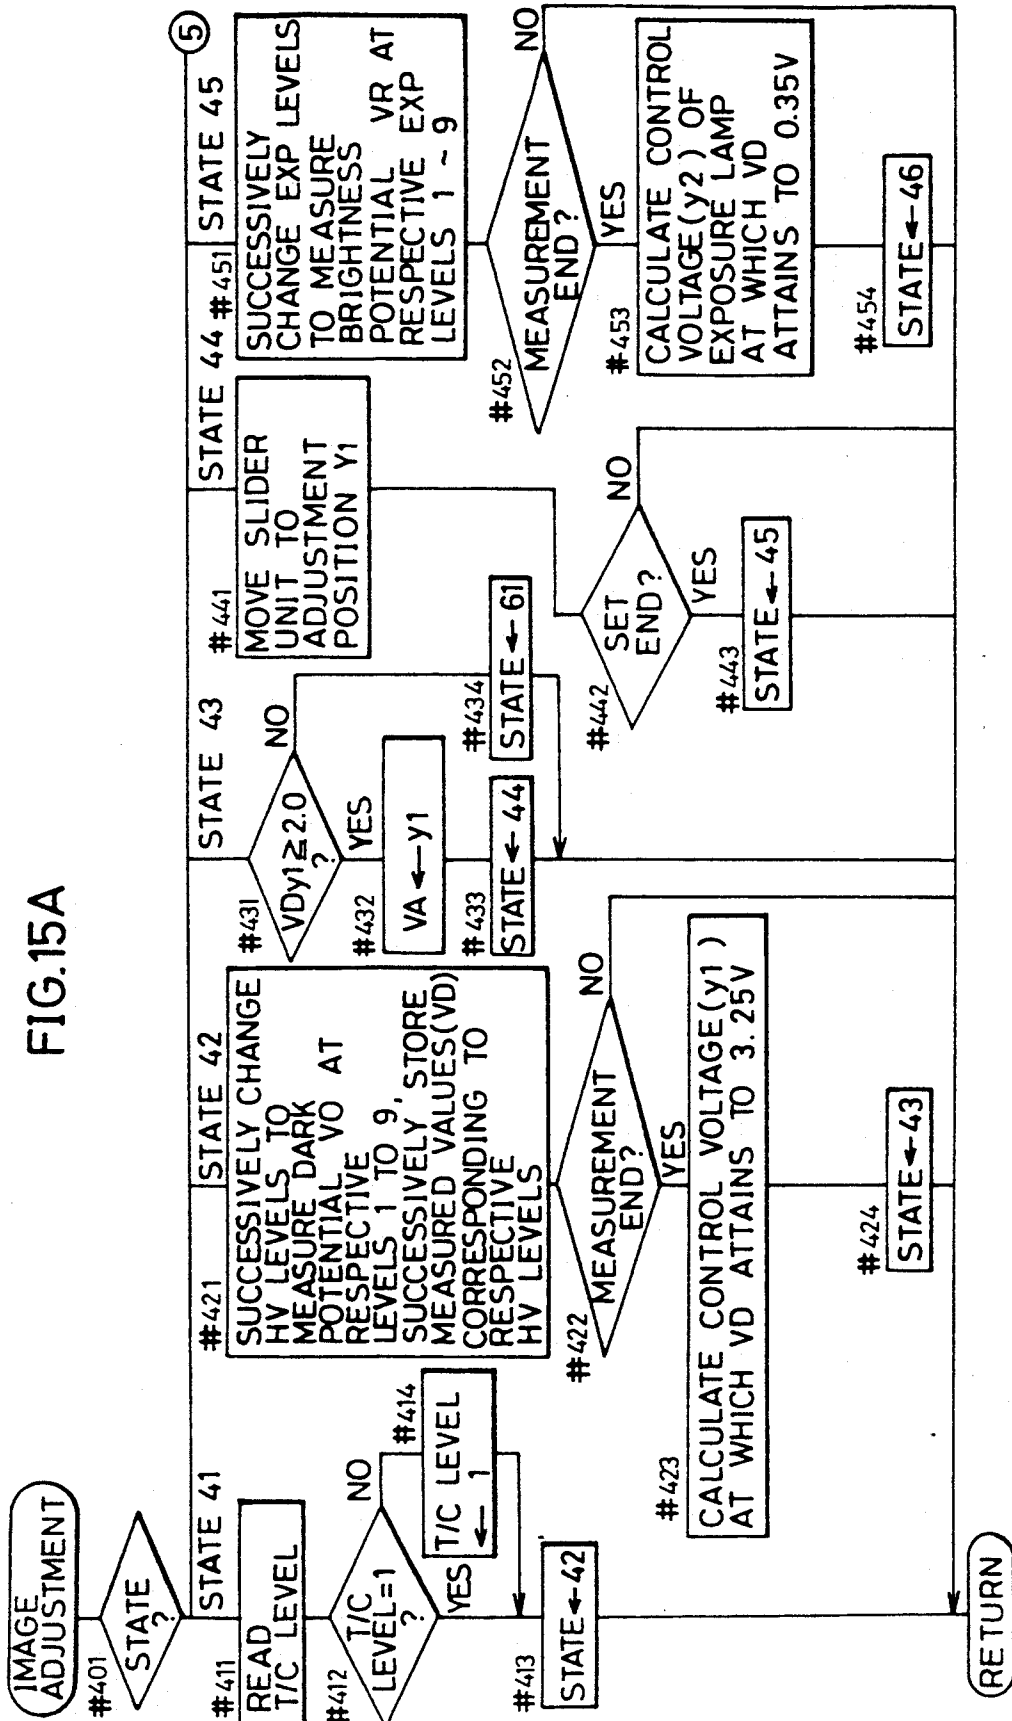 FIG.15A
IMAGE
ADJUSTMENT
#401
STATE
?
STATE 41
#411
READ
T/C LEVEL
#412
T/C
LEVEL=1
?
NO
YES
#414
T/C LEVEL
← 1
#413
STATE←42
STATE 42
#421
SUCCESSIVELY CHANGE
HV LEVELS TO
MEASURE DARK
POTENTIAL VO AT
RESPECTIVE
LEVELS 1 TO 9,
SUCCESSIVELY STORE
MEASURED VALUES(VD)
CORRESPONDING TO
RESPECTIVE
HV LEVELS
#422
MEASUREMENT
END?
NO
YES
#423
CALCULATE CONTROL VOLTAGE(y1)
AT WHICH VD ATTAINS TO 3.25V
#424
STATE←43
STATE 43
#431
VDy1≧2.0
?
NO
YES
#432
VA←y1
#433
STATE←44
#434
STATE←61
STATE 44
#441
MOVE SLIDER
UNIT TO
ADJUSTMENT
POSITION Y1
#442
SET
END?
NO
YES
#443
STATE←45
STATE 45
#451
SUCCESSIVELY
CHANGE EXP LEVELS
TO MEASURE
BRIGHTNESS
POTENTIAL VR AT
RESPECTIVE EXP
LEVELS 1 ~ 9
#452
MEASUREMENT
END?
NO
YES
#453
CALCULATE CONTROL
VOLTAGE(y2) OF
EXPOSURE LAMP
AT WHICH VD
ATTAINS TO 0.35V
#454
STATE←46
5
RETURN